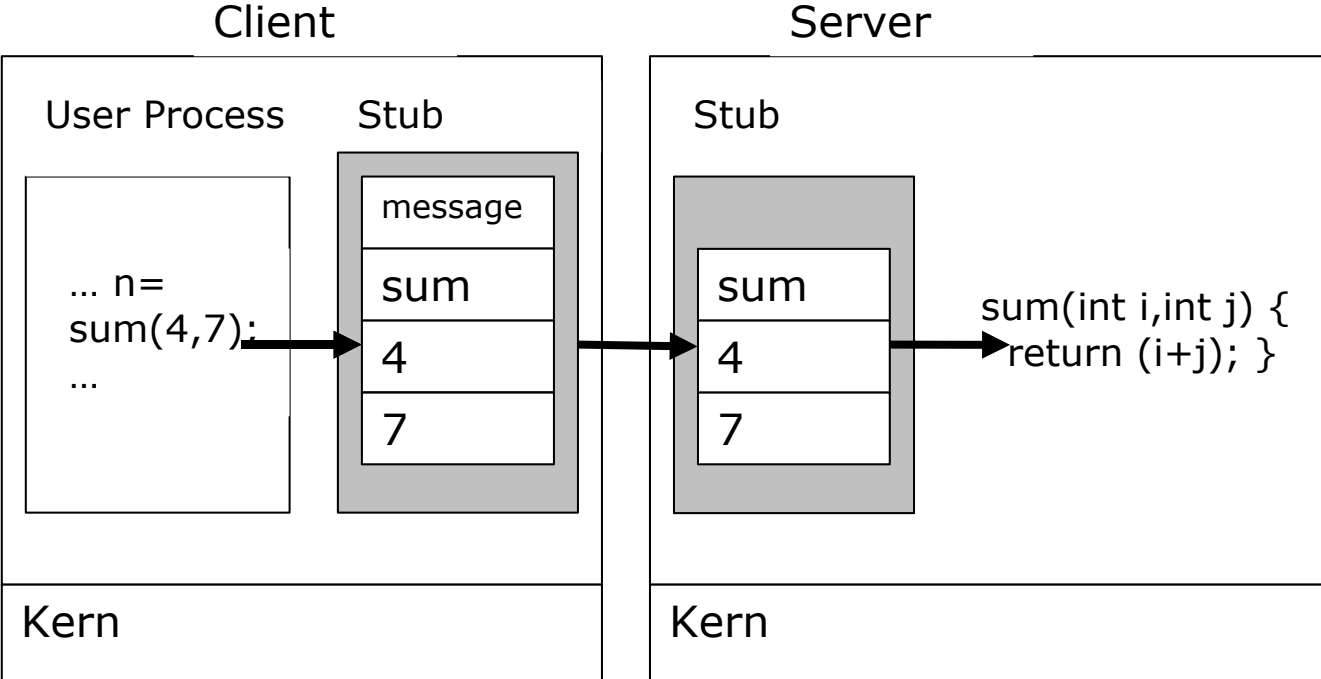 Client
Server
User Process
Stub
message
sum
4
7
… n=
sum(4,7);
…
Stub
sum
4
7
sum(int i,int j) {
return (i+j); }
Kern
Kern